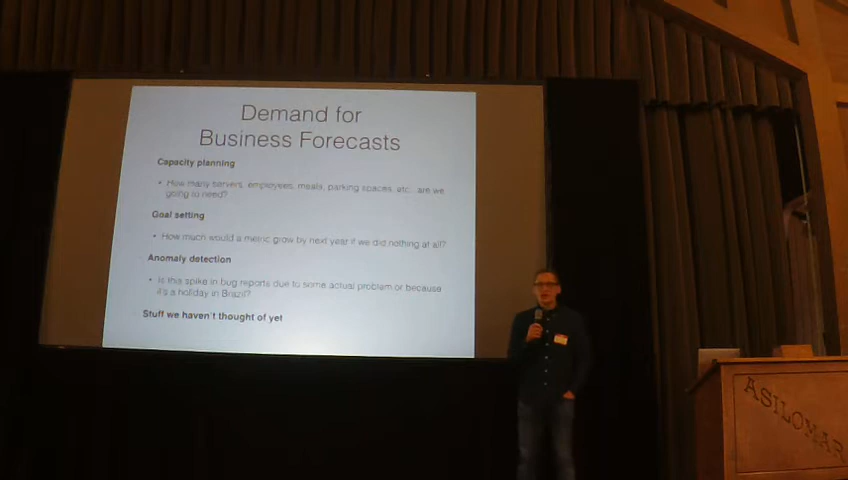 Demand for
Business Forecasts
Capacity planning
• How many servers, employees, meals, parking spaces, etc., are we
going to need?
Goal setting
• How much would a metric grow by next year if we did nothing at all?
Anomaly detection
• Is this spike in bug reports due to some actual problem or because
it's a holiday in Brazil?
Stuff we haven't thought of yet
ASILOMAR